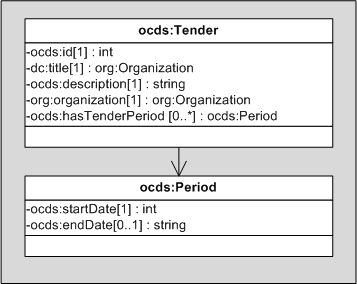 ocds:Tender
-ocds:id[1] : int
-dc:title[1] : org:Organization
-ocds:description[1] : string
-org:organization[1] : org:Organization
-ocds:hasTenderPeriod [0..*] : ocds:Period
ocds:Period
-ocds:startDate[1] : int
-ocds:endDate[0..1] : string